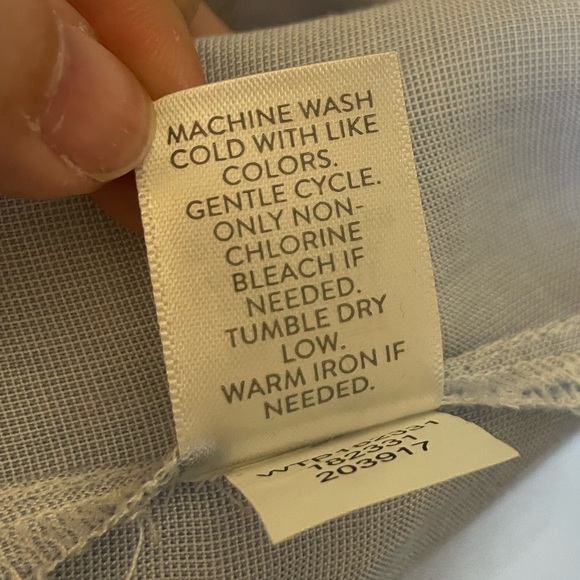 MACHINE WASH
COLD WITH LIKE
COLORS.
GENTLE CYCLE.
ONLY NON-
CHLORINE
BLEACH IF
NEEDED.
TUMBLE DRY
LOW.
WARM IRON IF
NEEDED.
182331
203917